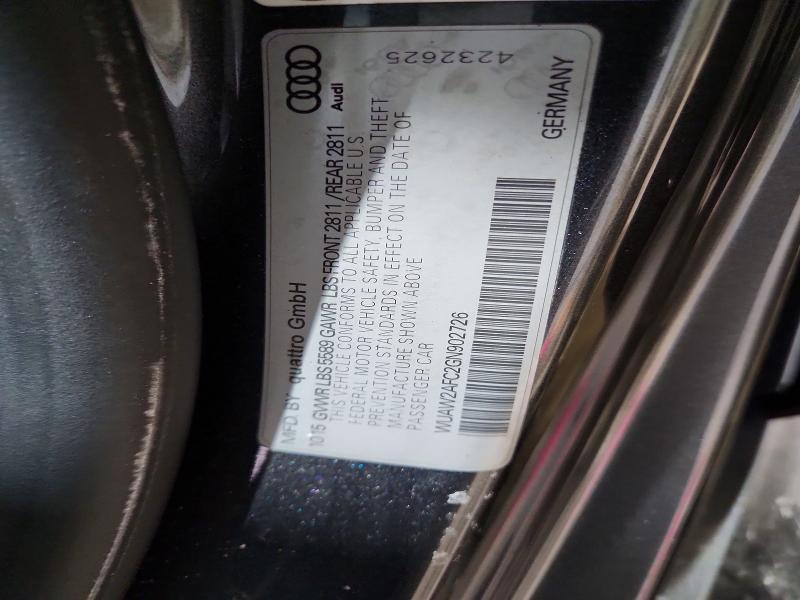 MFD. BY quattro GmbH
Audi
10 15 GVWR LBS 5589 GAWR LBS FRONT 2811 / REAR 2811
THIS VEHICLE CONFORMS TO ALL APPLICABLE U.S
FEDERAL MOTOR VEHICLE SAFETY, BUMPER AND THEFT
PREVENTION STANDARDS IN EFFECT ON THE DATE OF
MANUFACTURE SHOWN ABOVE
PASSENGER CAR
WUAW2AFC2GN902726
GERMANY
4232625